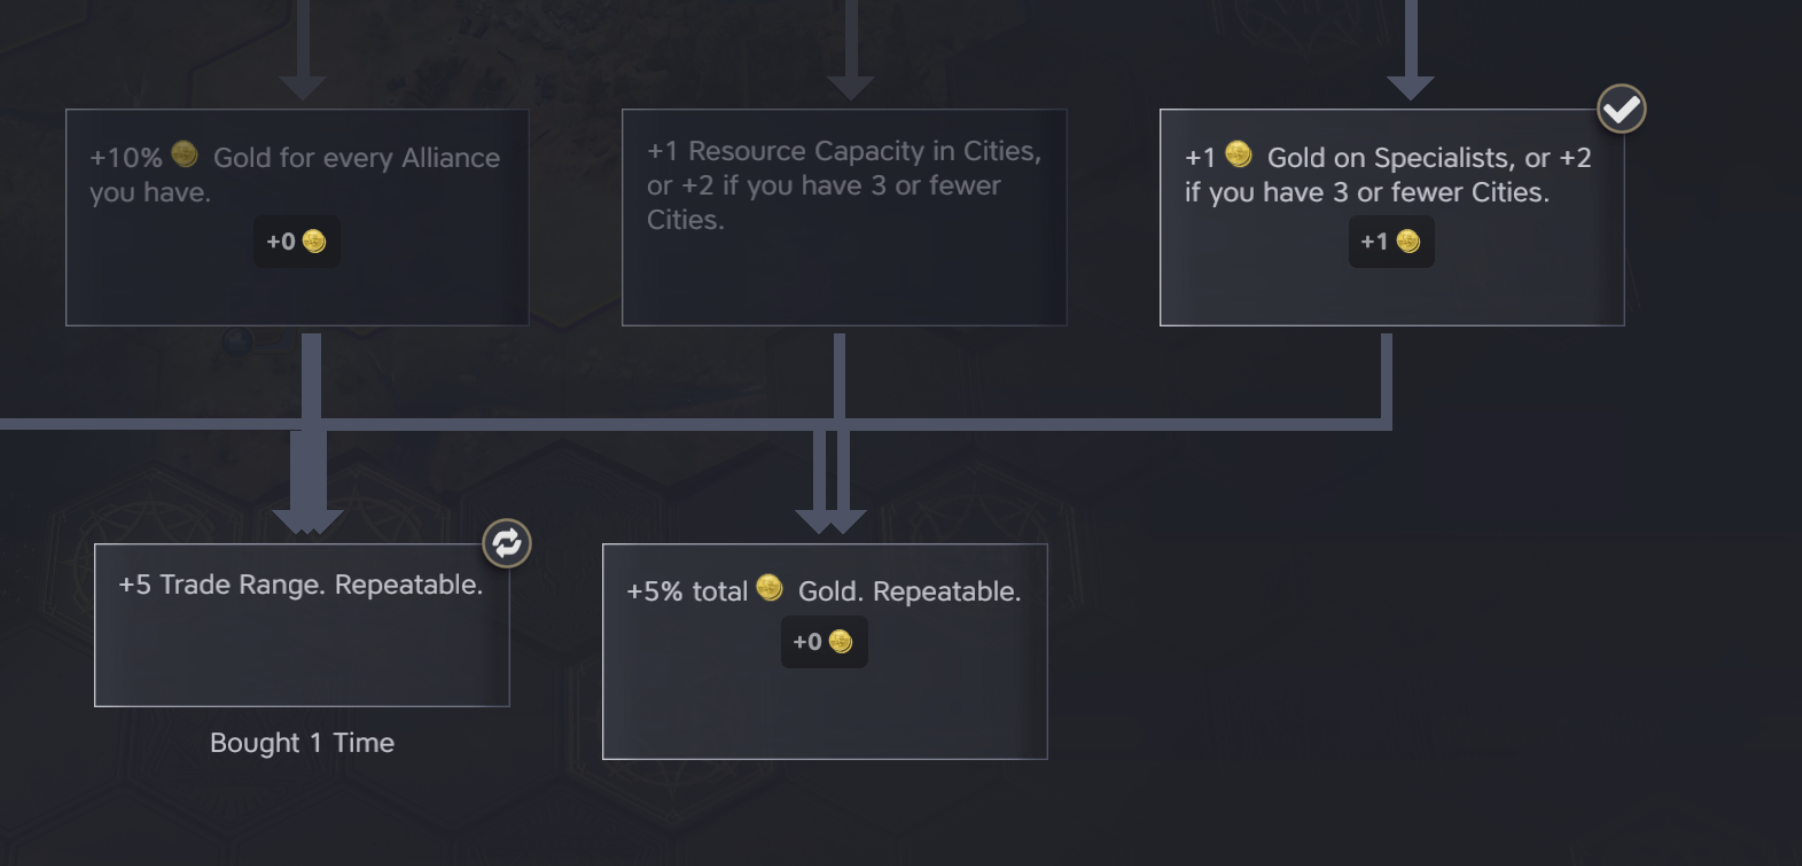 +10% Gold for every Alliance
you have.
+0
+1 Resource Capacity in Cities,
or +2 if you have 3 or fewer
Cities.
+1 Gold on Specialists, or +2
if you have 3 or fewer Cities.
+1
+5 Trade Range. Repeatable.
Bought 1 Time
+5% total Gold. Repeatable.
+0